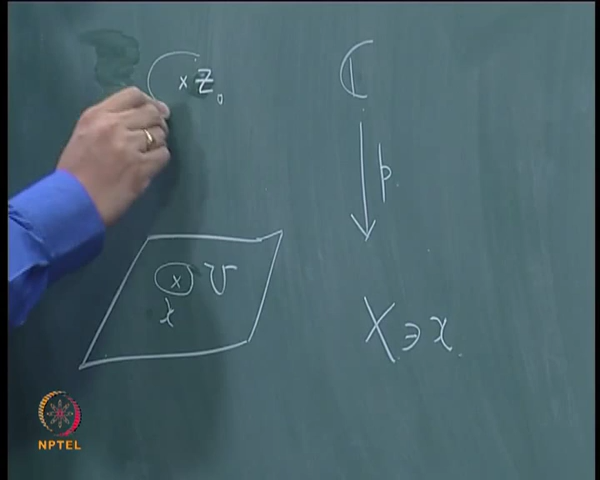 × z₀
ℂ
p
× U
x
X ∋ x
NPTEL